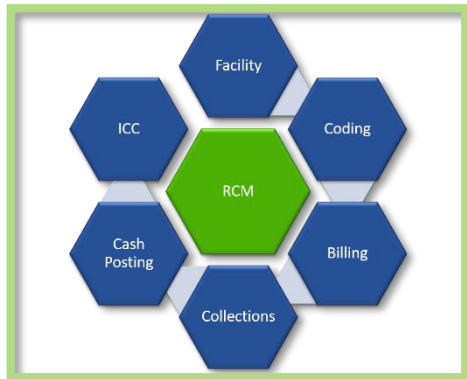 Facility
ICC
Coding
RCM
Cash
Posting
Billing
Collections